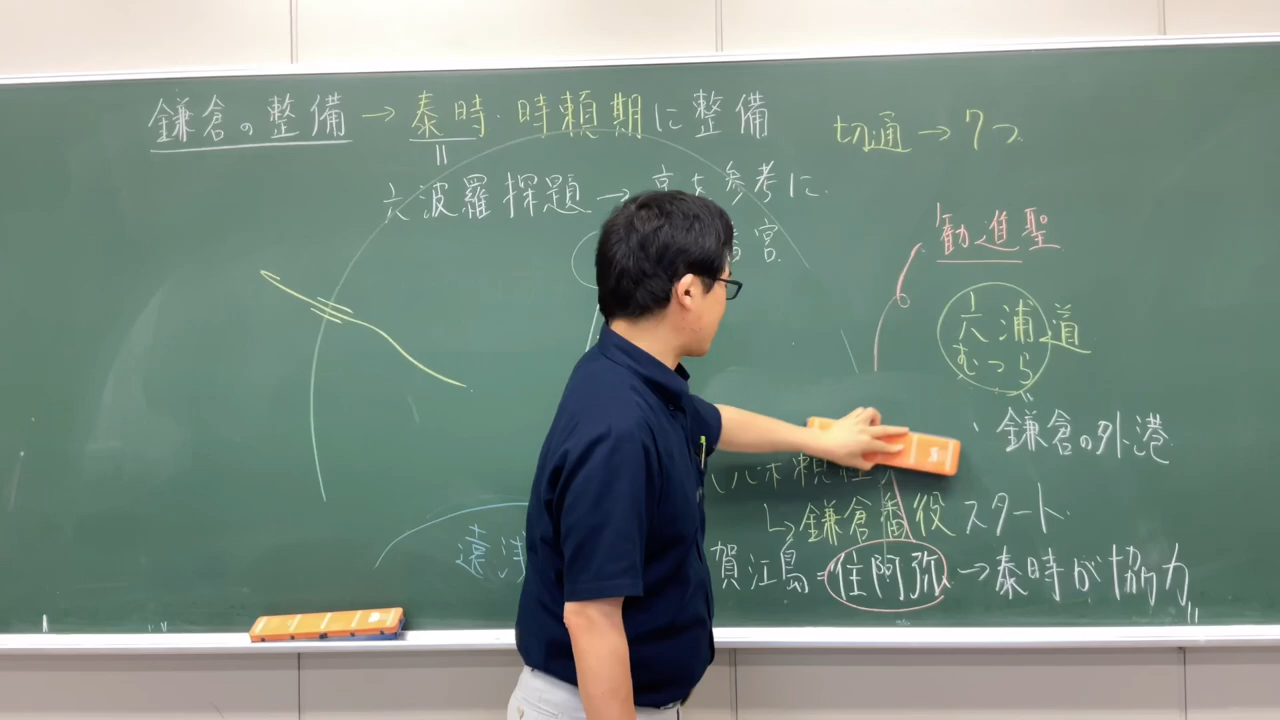 鎌倉の整備→泰時・時頼期に整備
切通→7つ
六波羅探題→京を参考に
宮
勧進聖
六浦道
むつら
鎌倉の外港
↳鎌倉番役スタート
遠浅
賀江島=住阿弥→泰時が協力